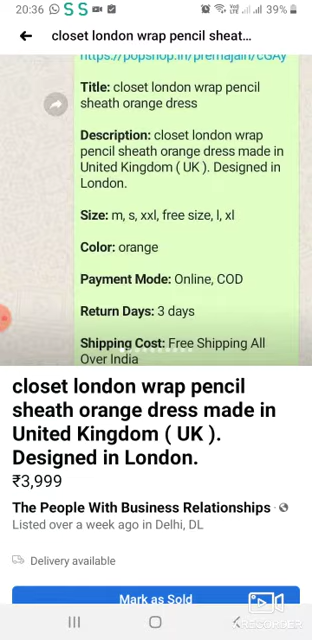 20:36 39%
closet london wrap pencil sheat...
https://popshop.in/premajain/cGAy
Title: closet london wrap pencil
sheath orange dress
Description: closet london wrap
pencil sheath orange dress made in
United Kingdom ( UK ). Designed in
London.
Size: m, s, xxl, free size, l, xl
Color: orange
Payment Mode: Online, COD
Return Days: 3 days
Shipping Cost: Free Shipping All
Over India
closet london wrap pencil
sheath orange dress made in
United Kingdom ( UK ).
Designed in London.
₹3,999
The People With Business Relationships
Listed over a week ago in Delhi, DL
Delivery available
Mark as Sold
RECORDER